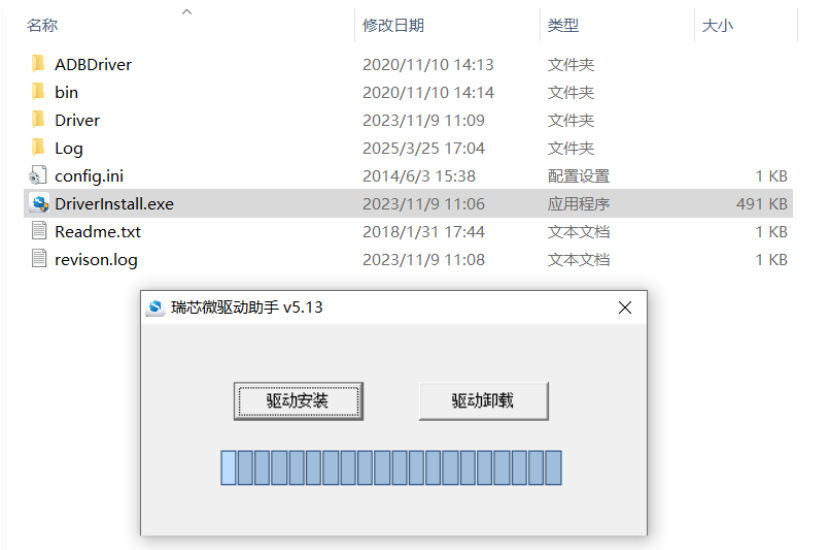 名称 修改日期 类型 大小
ADBDriver 2020/11/10 14:13 文件夹
bin 2020/11/10 14:14 文件夹
Driver 2023/11/9 11:09 文件夹
Log 2025/3/25 17:04 文件夹
config.ini 2014/6/3 15:38 配置设置 1 KB
DriverInstall.exe 2023/11/9 11:06 应用程序 491 KB
Readme.txt 2018/1/31 17:44 文本文档 1 KB
revison.log 2023/11/9 11:08 文本文档 1 KB
瑞芯微驱动助手 v5.13
驱动安装 驱动卸载